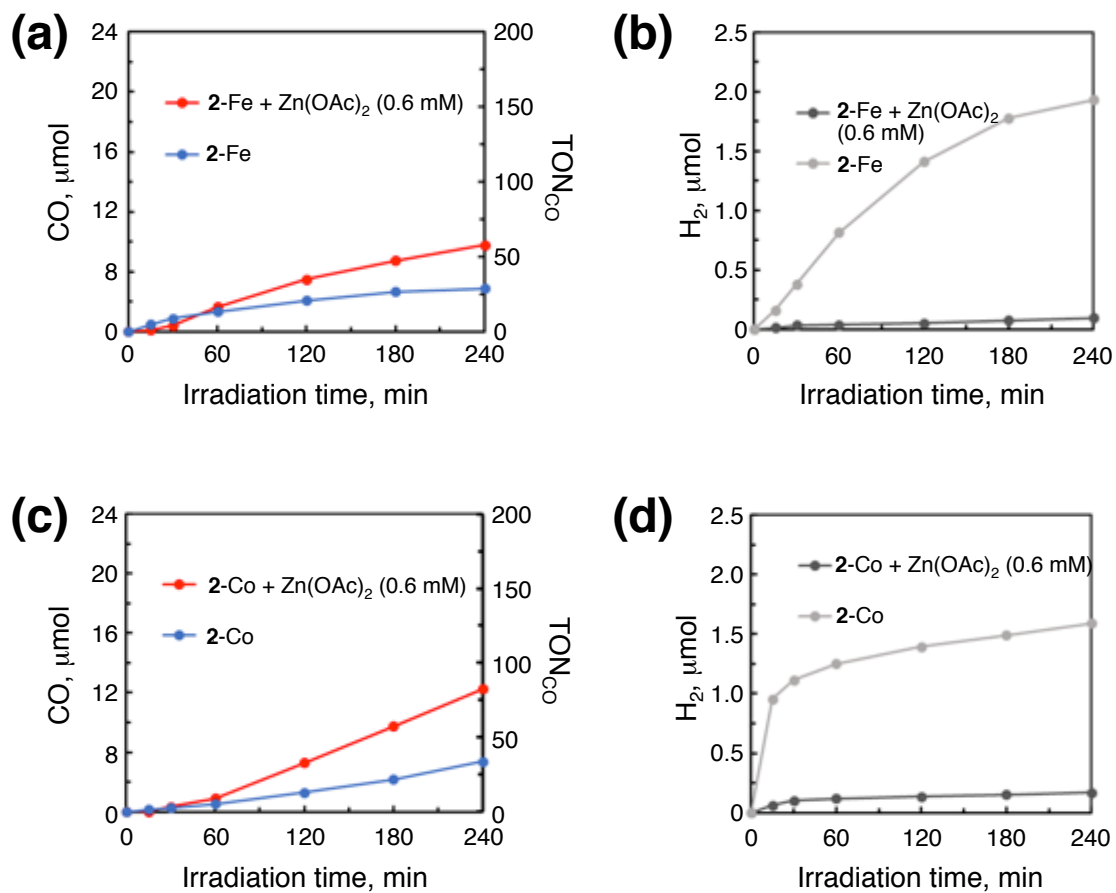 (a)
24
20
16
12
8
4
0
CO, μmol
2-Fe + Zn(OAc)₂ (0.6 mM)
2-Fe
200
150
100
50
0
TON_CO
0 60 120 180 240
Irradiation time, min
(b)
2.5
2.0
1.5
1.0
0.5
0
H₂, μmol
2-Fe + Zn(OAc)₂
(0.6 mM)
2-Fe
0 60 120 180 240
Irradiation time, min
(c)
24
20
16
12
8
4
0
CO, μmol
2-Co + Zn(OAc)₂ (0.6 mM)
2-Co
200
150
100
50
0
TON_CO
0 60 120 180 240
Irradiation time, min
(d)
2.5
2.0
1.5
1.0
0.5
0
H₂, μmol
2-Co + Zn(OAc)₂ (0.6 mM)
2-Co
0 60 120 180 240
Irradiation time, min